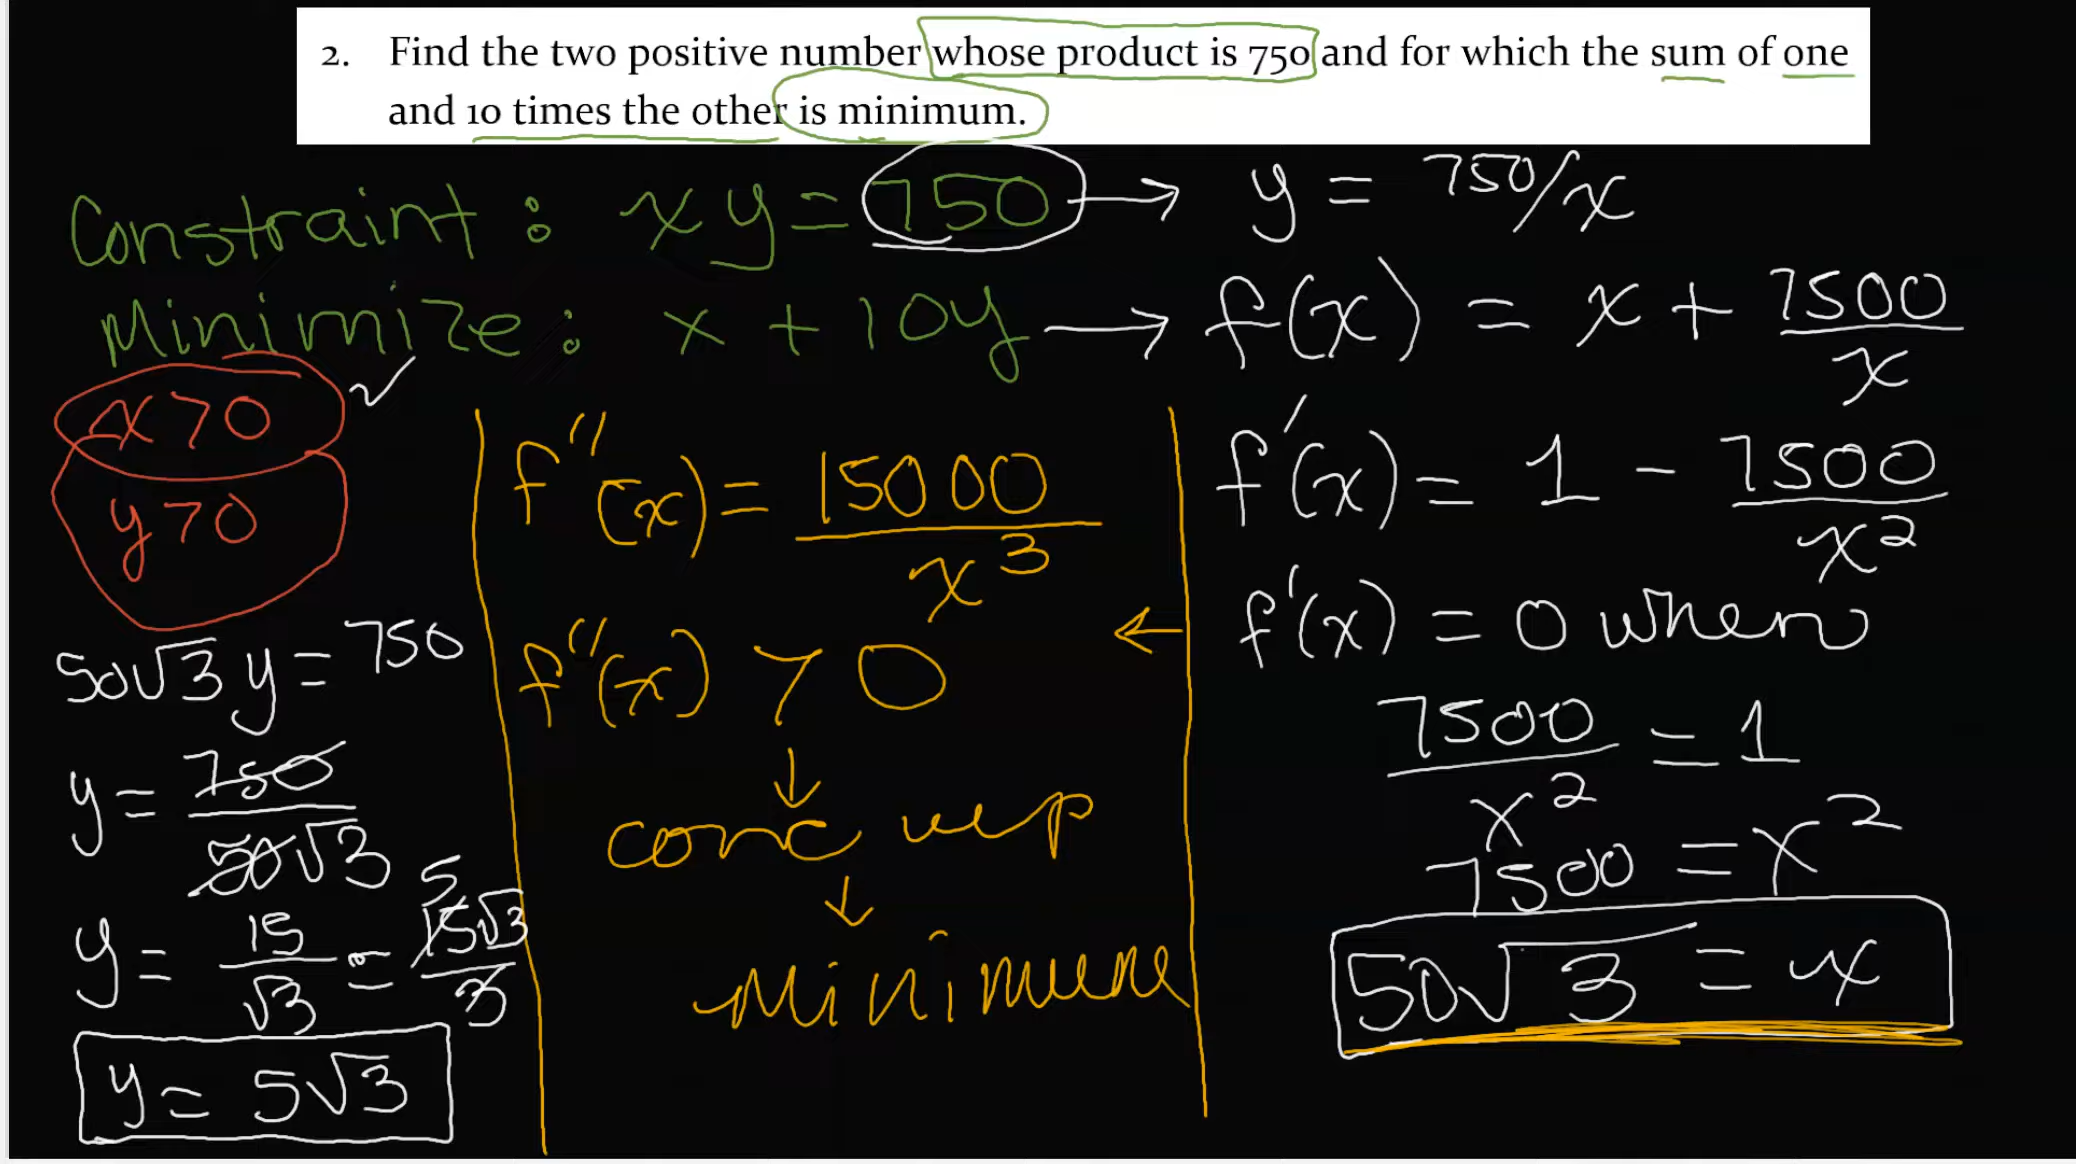 2. Find the two positive number whose product is 750 and for which the sum of one
and 10 times the other is minimum.
Constraint: xy = 750 → y = 750/x
Minimize: x + 10y → f(x) = x + 7500/x
x > 0 ✓
y > 0
f'(x) = 1 - 7500/x²
f'(x) = 0 when
7500/x² = 1
7500 = x²
50√3 = x
←
f''(x) = 15000/x³
f''(x) > 0
↓
conc up
↓
Minimum
50√3 y = 750
y = 750/50√3
y = 15/√3 = 15√3/3
5
y = 5√3